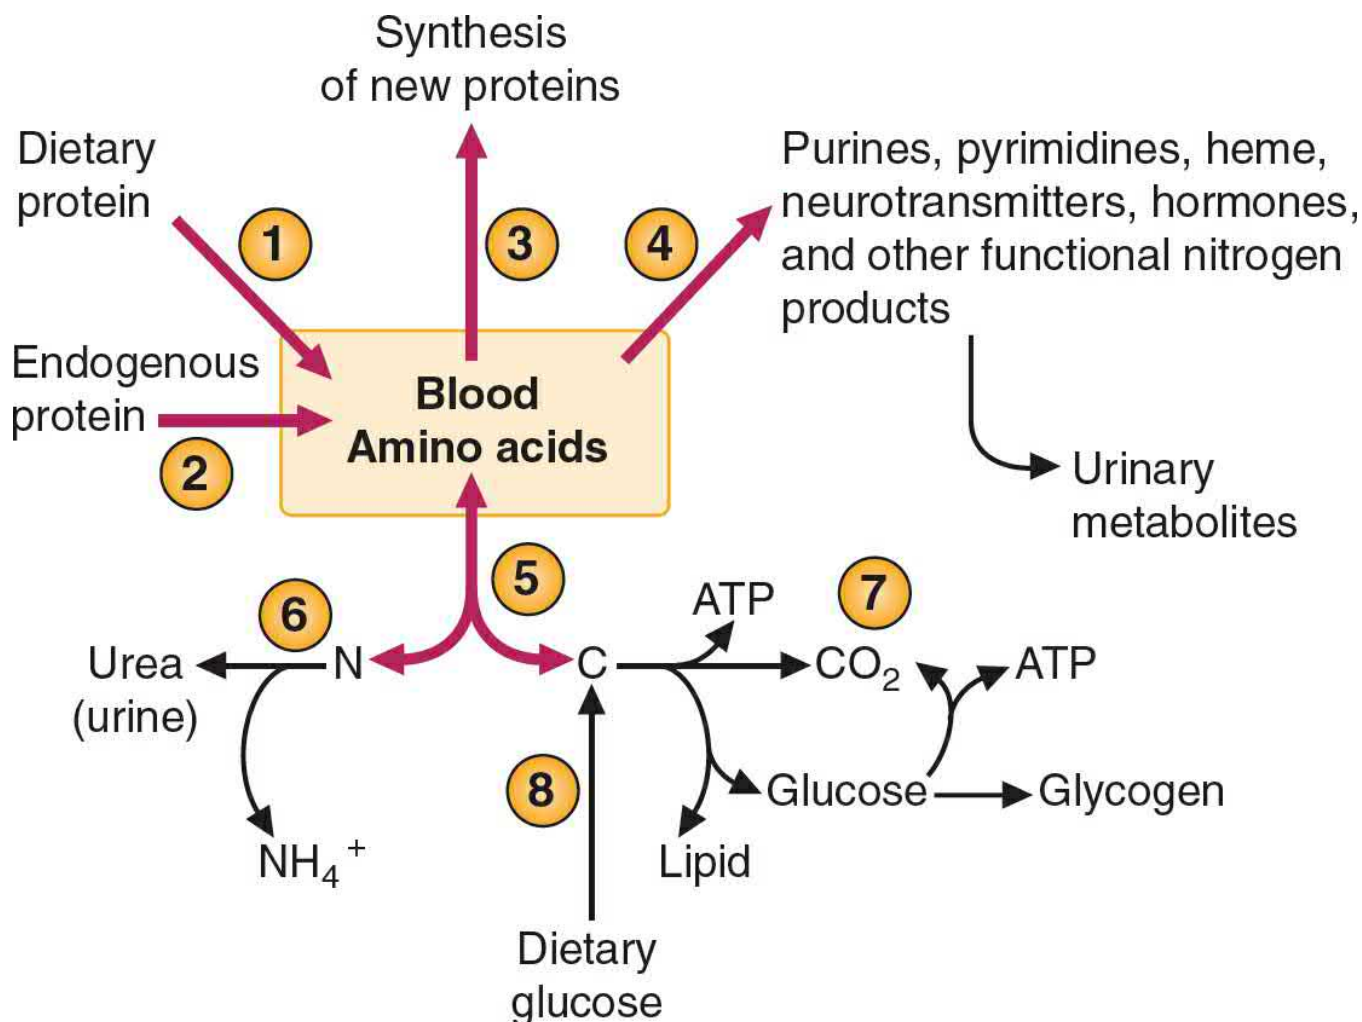 Synthesis
of new proteins
Dietary
protein
Purines, pyrimidines, heme,
neurotransmitters, hormones,
and other functional nitrogen
products
1
3
4
Endogenous
protein
2
Blood
Amino acids
Urinary
metabolites
5
6
7
ATP
Urea
(urine)
N
C
CO₂
ATP
8
Glucose
Glycogen
NH₄⁺
Lipid
Dietary
glucose